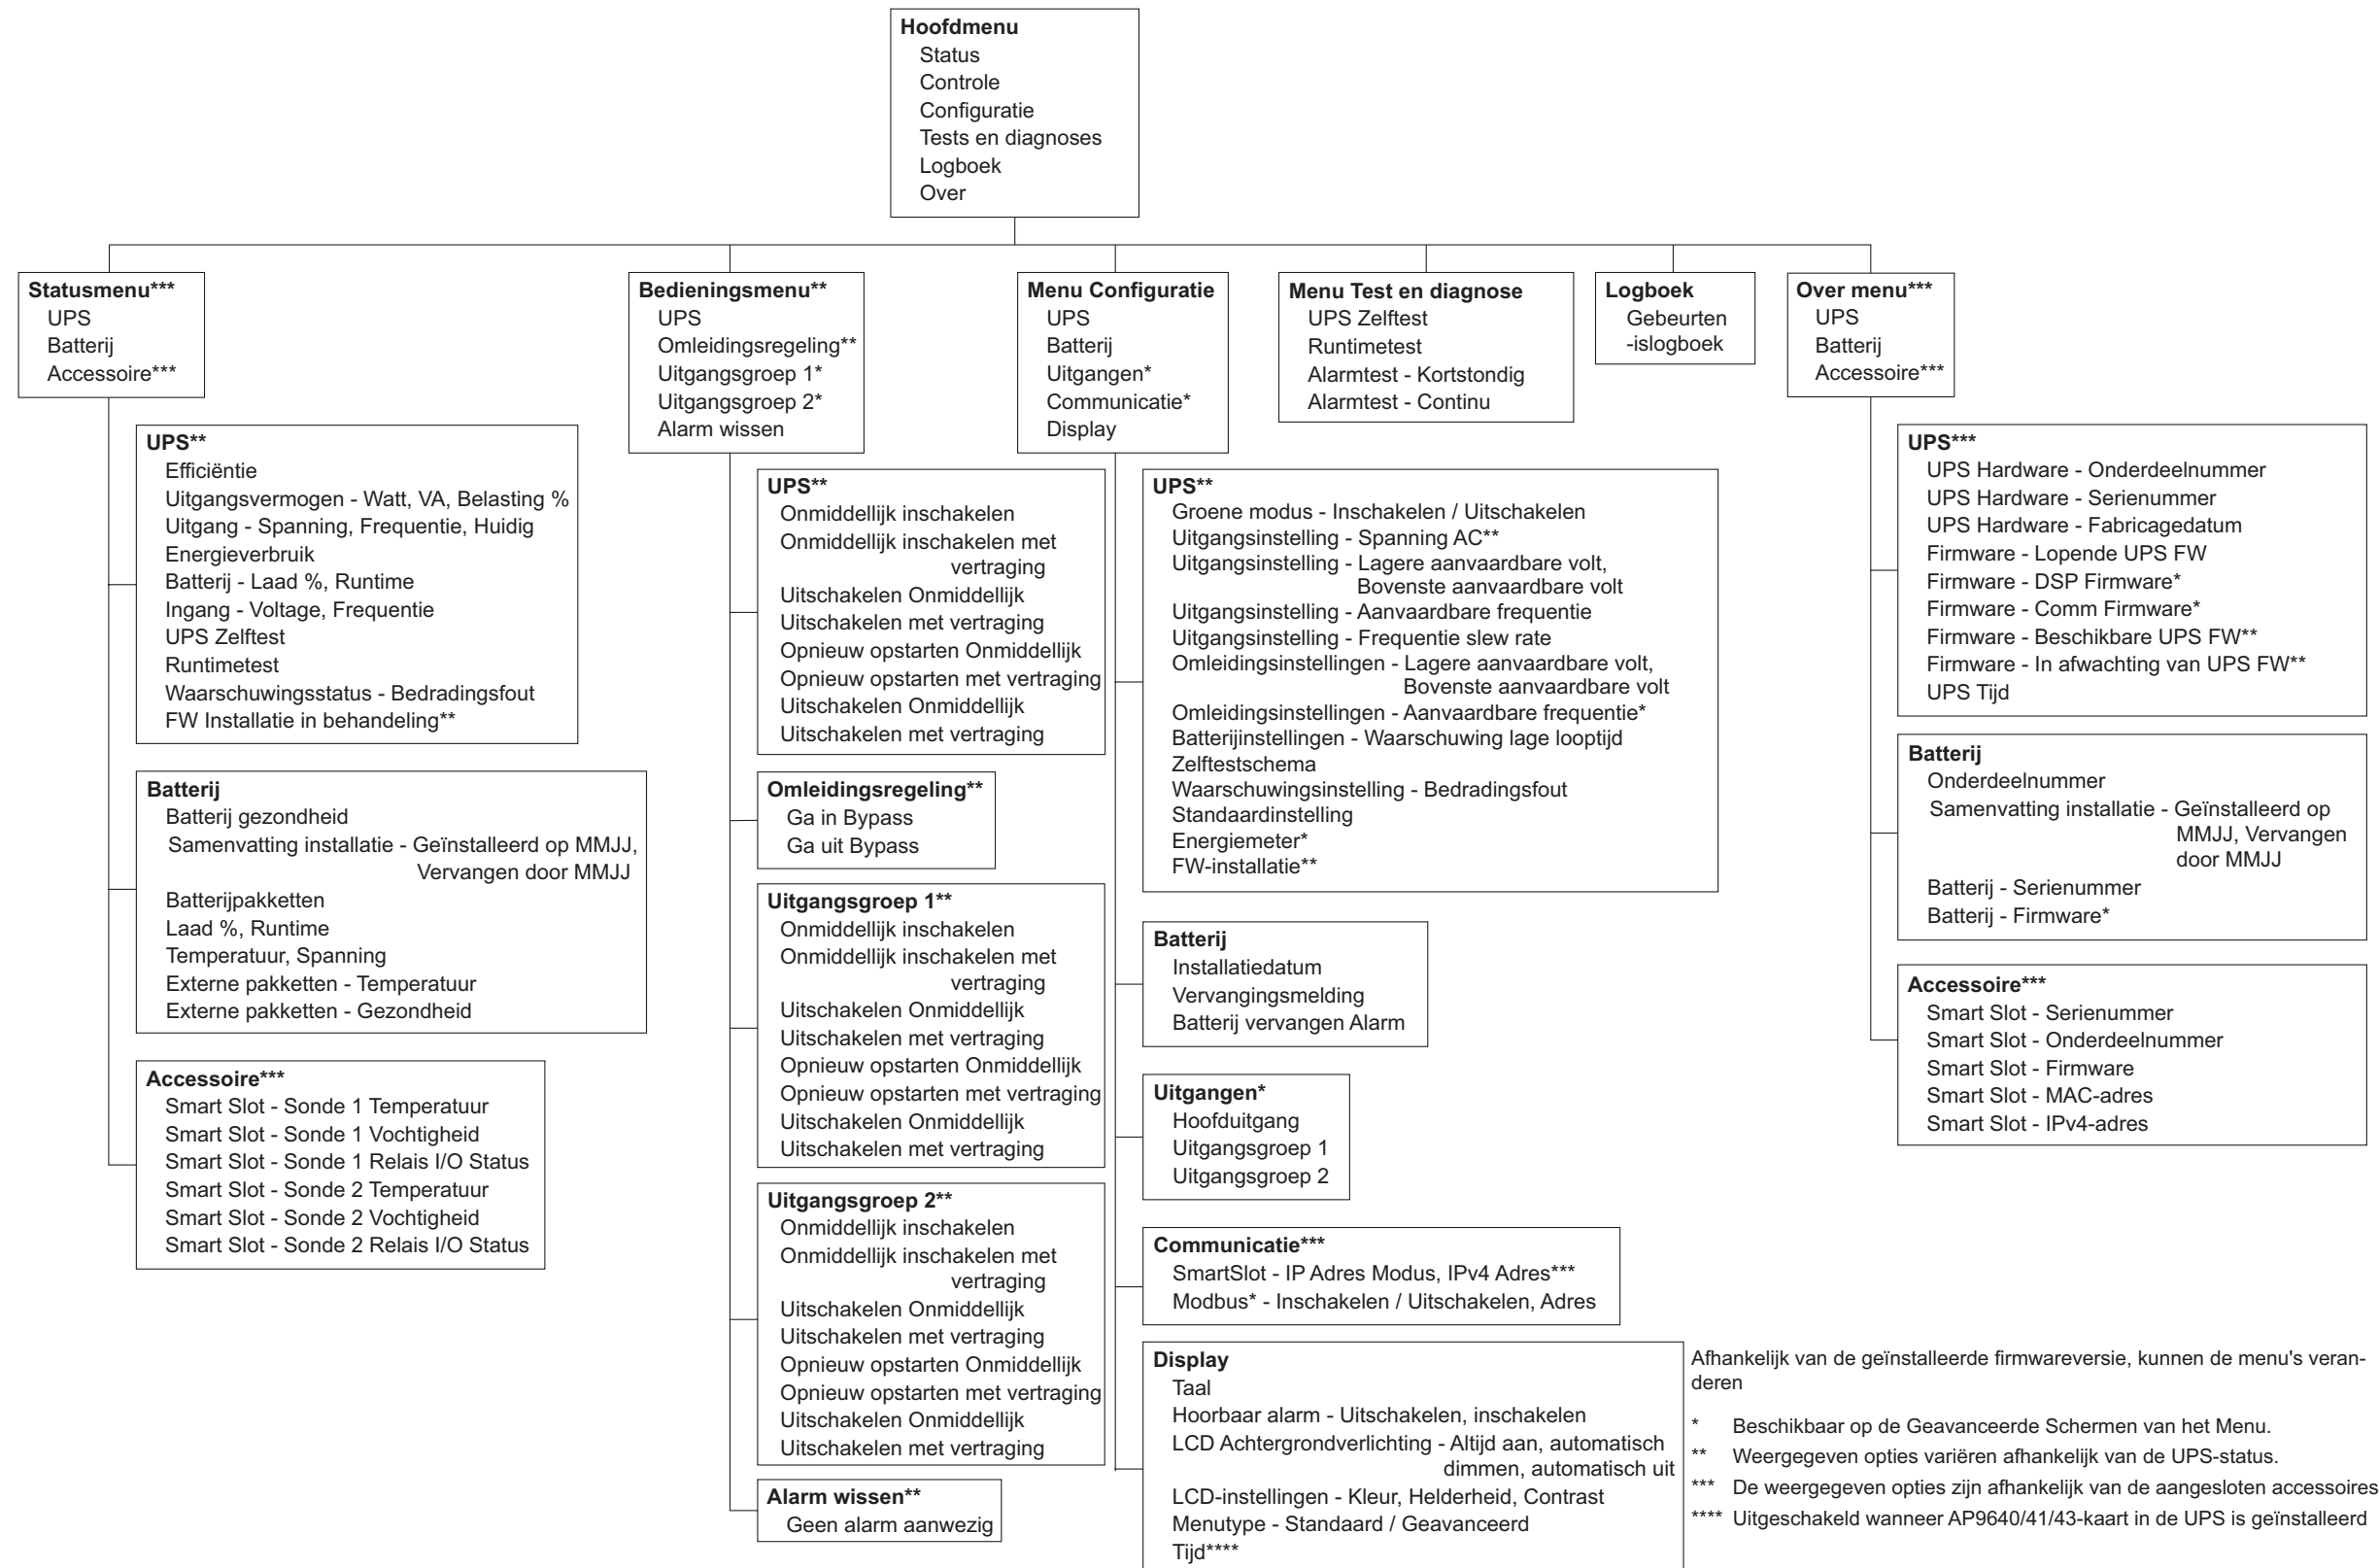 Hoofdmenu
Status
Controle
Configuratie
Tests en diagnoses
Logboek
Over
Statusmenu***
UPS
Batterij
Accessoire***
UPS**
Efficiëntie
Uitgangsvermogen - Watt, VA, Belasting %
Uitgang - Spanning, Frequentie, Huidig
Energieverbruik
Batterij - Laad %, Runtime
Ingang - Voltage, Frequentie
UPS Zelftest
Runtimetest
Waarschuwingsstatus - Bedradingsfout
FW Installatie in behandeling**
Batterij
Batterij gezondheid
Samenvatting installatie - Geïnstalleerd op MMJJ,
Vervangen door MMJJ
Batterijpakketten
Laad %, Runtime
Temperatuur, Spanning
Externe pakketten - Temperatuur
Externe pakketten - Gezondheid
Accessoire***
Smart Slot - Sonde 1 Temperatuur
Smart Slot - Sonde 1 Vochtigheid
Smart Slot - Sonde 1 Relais I/O Status
Smart Slot - Sonde 2 Temperatuur
Smart Slot - Sonde 2 Vochtigheid
Smart Slot - Sonde 2 Relais I/O Status
Bedieningsmenu**
UPS
Omleidingsregeling**
Uitgangsgroep 1*
Uitgangsgroep 2*
Alarm wissen
UPS**
Onmiddellijk inschakelen
Onmiddellijk inschakelen met
vertraging
Uitschakelen Onmiddellijk
Uitschakelen met vertraging
Opnieuw opstarten Onmiddellijk
Opnieuw opstarten met vertraging
Uitschakelen Onmiddellijk
Uitschakelen met vertraging
Omleidingsregeling**
Ga in Bypass
Ga uit Bypass
Uitgangsgroep 1**
Onmiddellijk inschakelen
Onmiddellijk inschakelen met
vertraging
Uitschakelen Onmiddellijk
Uitschakelen met vertraging
Opnieuw opstarten Onmiddellijk
Opnieuw opstarten met vertraging
Uitschakelen Onmiddellijk
Uitschakelen met vertraging
Uitgangsgroep 2**
Onmiddellijk inschakelen
Onmiddellijk inschakelen met
vertraging
Uitschakelen Onmiddellijk
Uitschakelen met vertraging
Opnieuw opstarten Onmiddellijk
Opnieuw opstarten met vertraging
Uitschakelen Onmiddellijk
Uitschakelen met vertraging
Alarm wissen**
Geen alarm aanwezig
Menu Configuratie
UPS
Batterij
Uitgangen*
Communicatie*
Display
UPS**
Groene modus - Inschakelen / Uitschakelen
Uitgangsinstelling - Spanning AC**
Uitgangsinstelling - Lagere aanvaardbare volt,
Bovenste aanvaardbare volt
Uitgangsinstelling - Aanvaardbare frequentie
Uitgangsinstelling - Frequentie slew rate
Omleidingsinstellingen - Lagere aanvaardbare volt,
Bovenste aanvaardbare volt
Omleidingsinstellingen - Aanvaardbare frequentie*
Batterijinstellingen - Waarschuwing lage looptijd
Zelftestschema
Waarschuwingsinstelling - Bedradingsfout
Standaardinstelling
Energiemeter*
FW-installatie**
Batterij
Installatiedatum
Vervangingsmelding
Batterij vervangen Alarm
Uitgangen*
Hoofduitgang
Uitgangsgroep 1
Uitgangsgroep 2
Communicatie***
SmartSlot - IP Adres Modus, IPv4 Adres***
Modbus* - Inschakelen / Uitschakelen, Adres
Display
Taal
Hoorbaar alarm - Uitschakelen, inschakelen
LCD Achtergrondverlichting - Altijd aan, automatisch
dimmen, automatisch uit
LCD-instellingen - Kleur, Helderheid, Contrast
Menutype - Standaard / Geavanceerd
Tijd****
Menu Test en diagnose
UPS Zelftest
Runtimetest
Alarmtest - Kortstondig
Alarmtest - Continu
Logboek
Gebeurten
-islogboek
Over menu***
UPS
Batterij
Accessoire***
UPS***
UPS Hardware - Onderdeelnummer
UPS Hardware - Serienummer
UPS Hardware - Fabricagedatum
Firmware - Lopende UPS FW
Firmware - DSP Firmware*
Firmware - Comm Firmware*
Firmware - Beschikbare UPS FW**
Firmware - In afwachting van UPS FW**
UPS Tijd
Batterij
Onderdeelnummer
Samenvatting installatie - Geïnstalleerd op
MMJJ, Vervangen
door MMJJ
Batterij - Serienummer
Batterij - Firmware*
Accessoire***
Smart Slot - Serienummer
Smart Slot - Onderdeelnummer
Smart Slot - Firmware
Smart Slot - MAC-adres
Smart Slot - IPv4-adres
Afhankelijk van de geïnstalleerde firmwareversie, kunnen de menu's veran-
deren
* Beschikbaar op de Geavanceerde Schermen van het Menu.
** Weergegeven opties variëren afhankelijk van de UPS-status.
*** De weergegeven opties zijn afhankelijk van de aangesloten accessoires
**** Uitgeschakeld wanneer AP9640/41/43-kaart in de UPS is geïnstalleerd